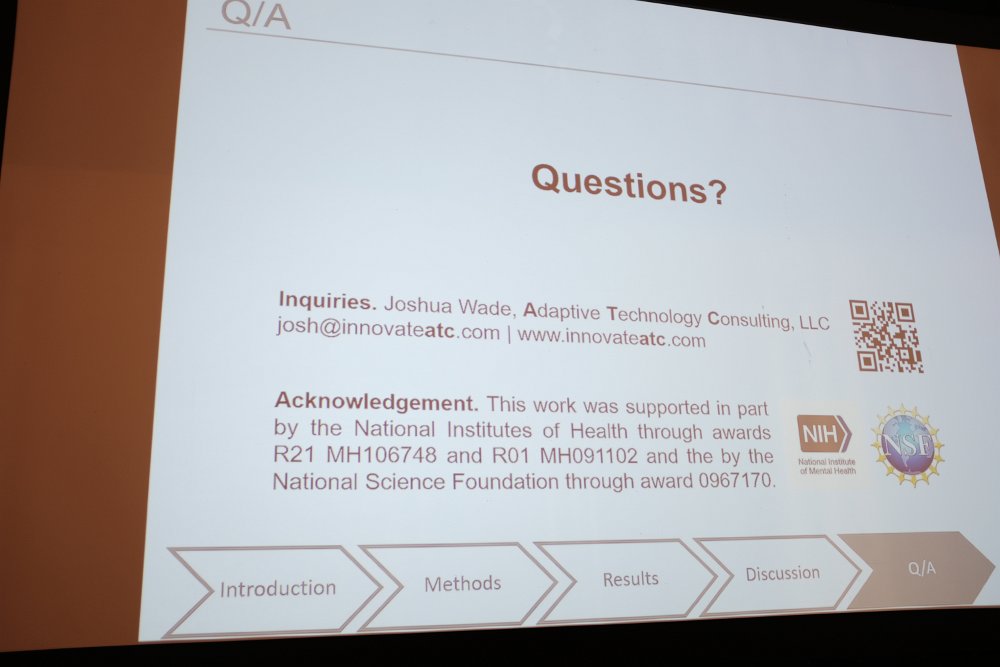 Q/A
Questions?
Inquiries. Joshua Wade, Adaptive Technology Consulting, LLC
josh@innovateatc.com | www.innovateatc.com
Acknowledgement. This work was supported in part
by the National Institutes of Health through awards
R21 MH106748 and R01 MH091102 and the by the
National Science Foundation through award 0967170.
NIH
National Institute
of Mental Health
NSF
Introduction
Methods
Results
Discussion
Q/A